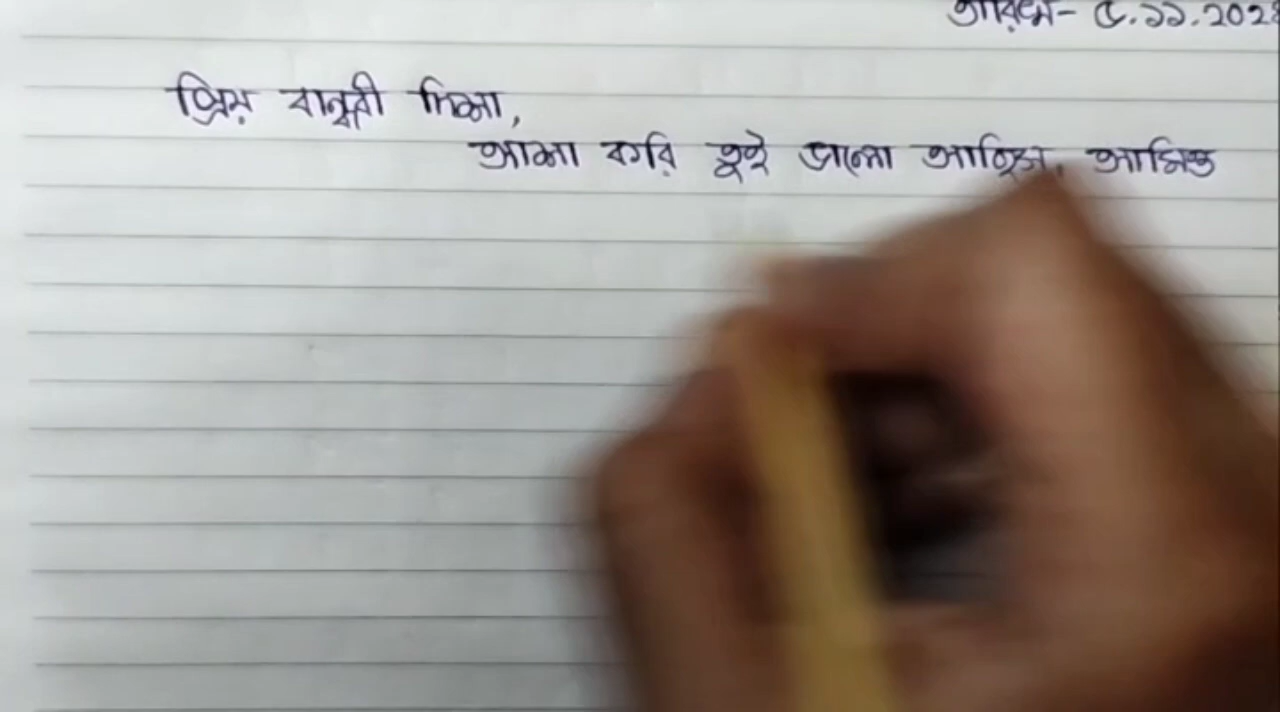 তারিখ- ৫.১১.২০২
প্রিয় বান্ধবী দিশা,
আশা করি তুই ভালো আছিস, আমিও